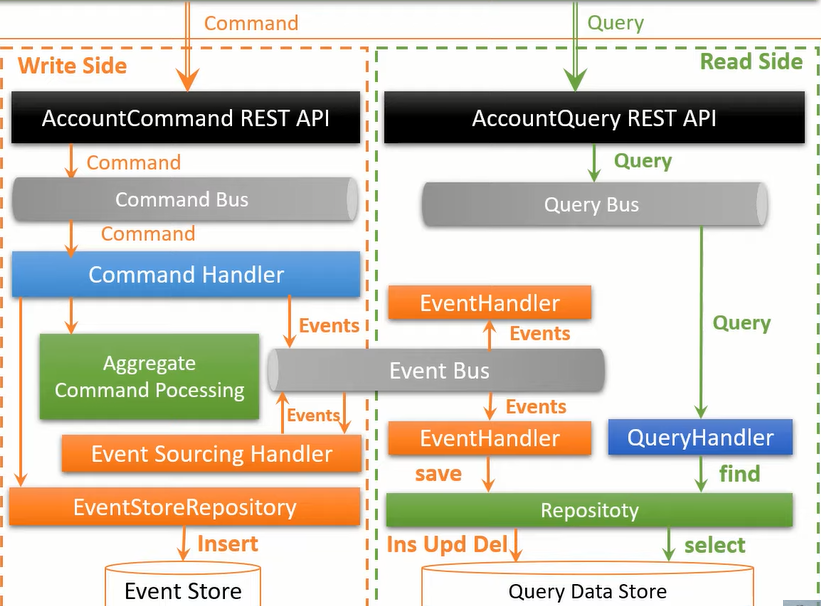 Command
Query
Write Side
Read Side
AccountCommand REST API
AccountQuery REST API
Command
Query
Command Bus
Query Bus
Command
Command Handler
EventHandler
Events
Events
Query
Aggregate
Command Pocessing
Event Bus
Events
Events
EventHandler
QueryHandler
Event Sourcing Handler
save
find
EventStoreRepository
Repositoty
Insert
Ins Upd Del
select
Event Store
Query Data Store